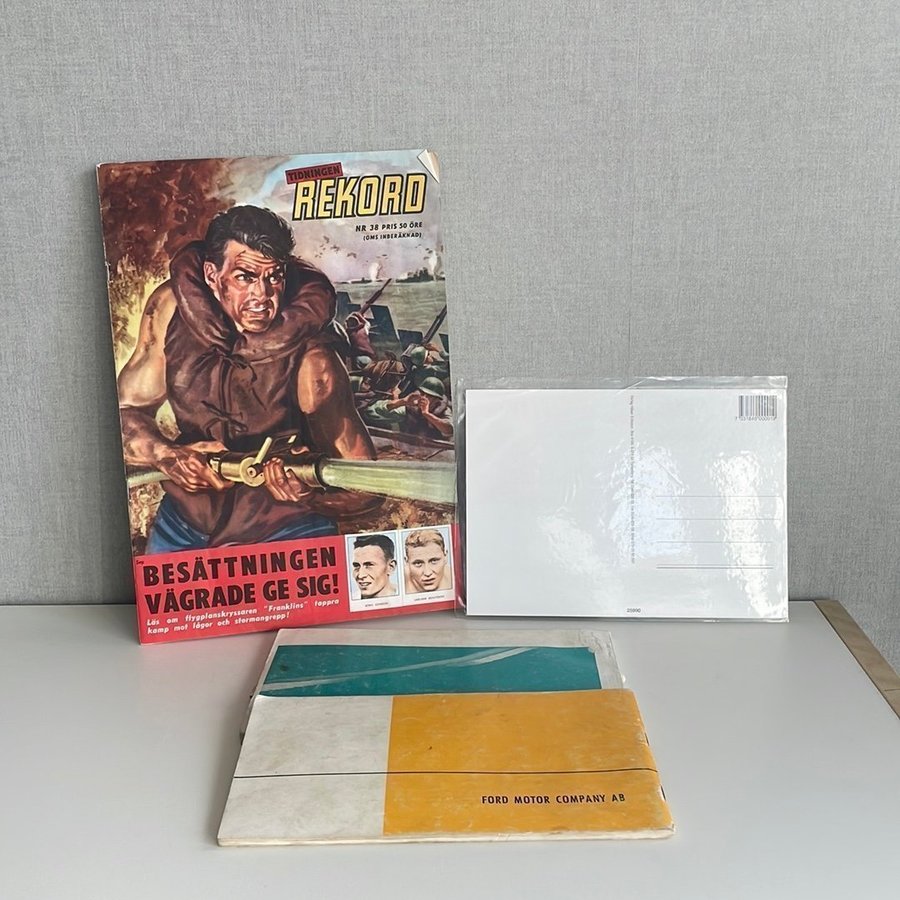 TIDNINGEN
REKORD
NR 38 PRIS 50 ÖRE
(OMS INBERÄKNAD)
BESÄTTNINGEN
VÄGRADE GE SIG!
Läs om flygplanskryssaren "Franklins" tappra
kamp mot lågor och stormangrepp!
25990
FORD MOTOR COMPANY AB